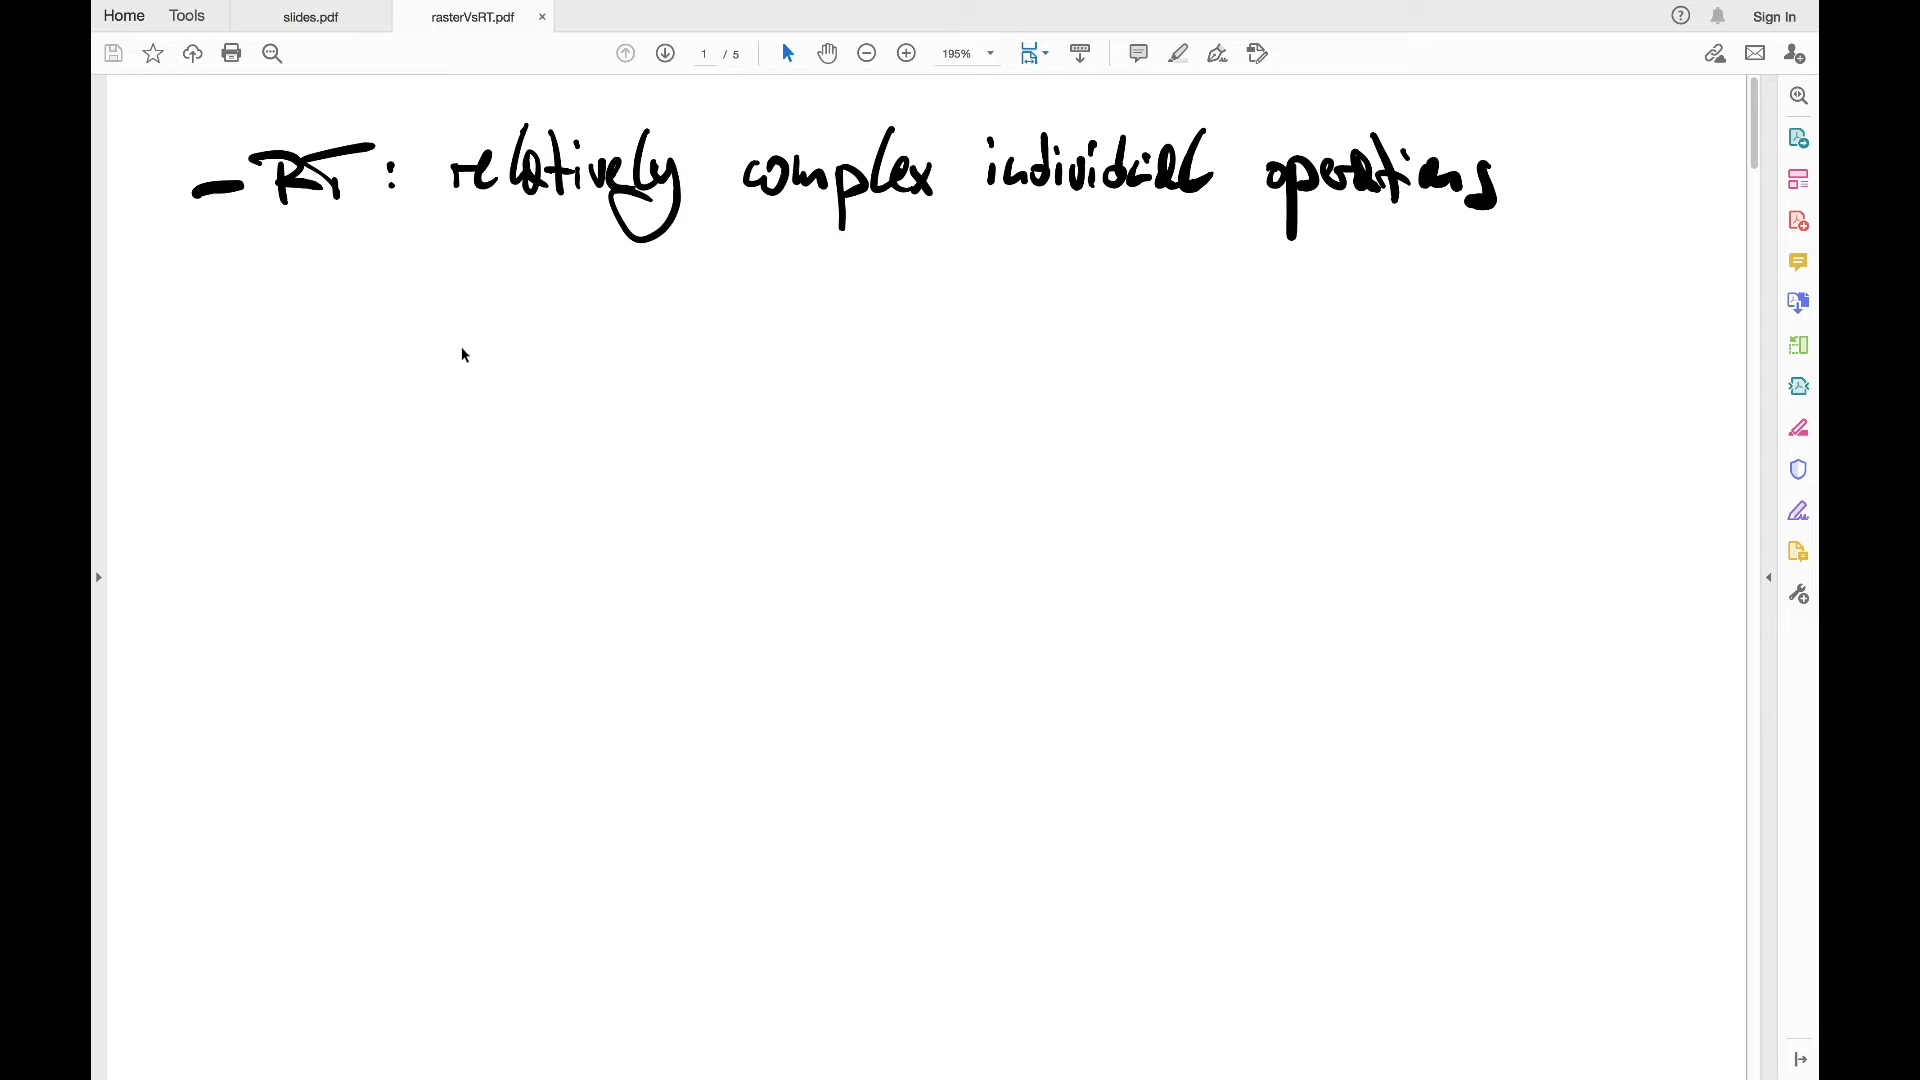 Home Tools slides.pdf rasterVsRT.pdf × ? Sign In
1 / 5 195%
- RT : relatively complex individual operations